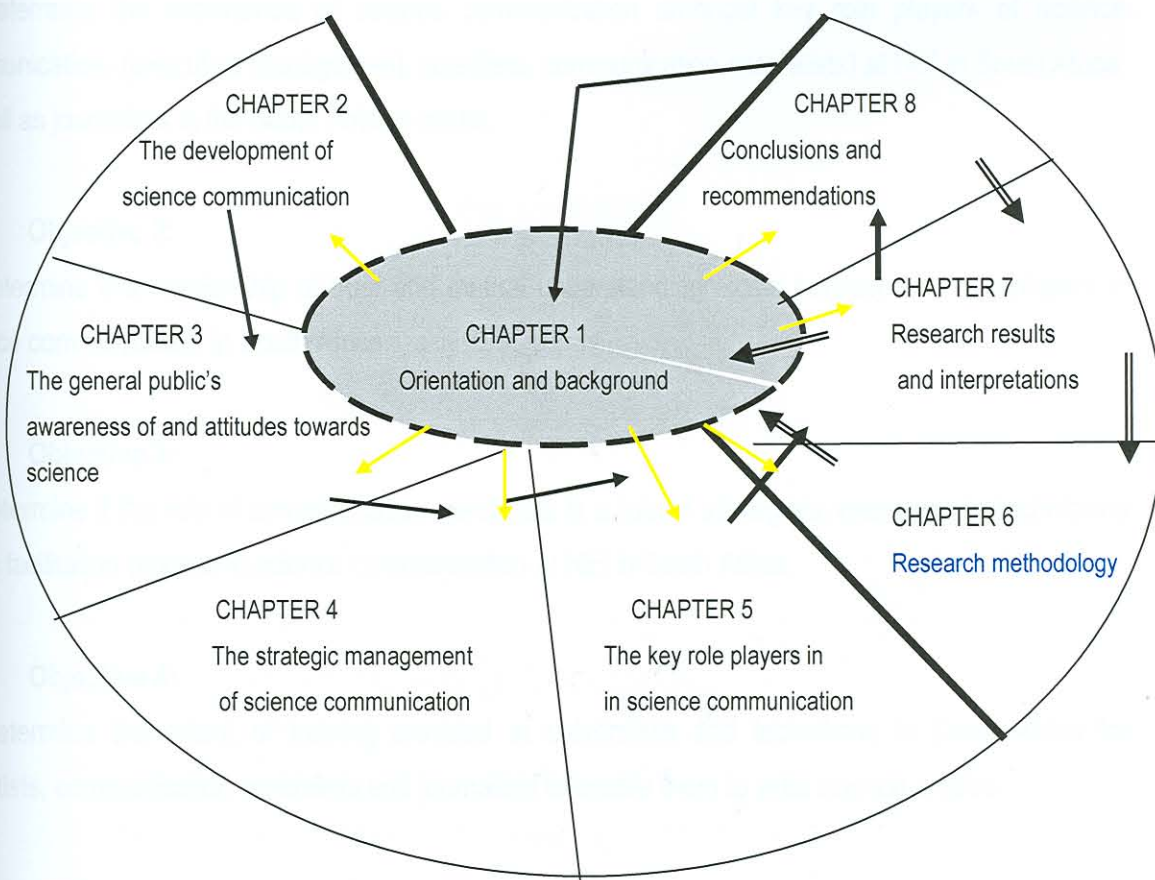 CHAPTER 2
The development of
science communication
CHAPTER 8
Conclusions and
recommendations
CHAPTER 3
The general public's
awareness of and attitudes towards
science
CHAPTER 1
Orientation and background
CHAPTER 7
Research results
and interpretations
CHAPTER 6
Research methodology
CHAPTER 4
The strategic management
of science communication
CHAPTER 5
The key role players in
in science communication